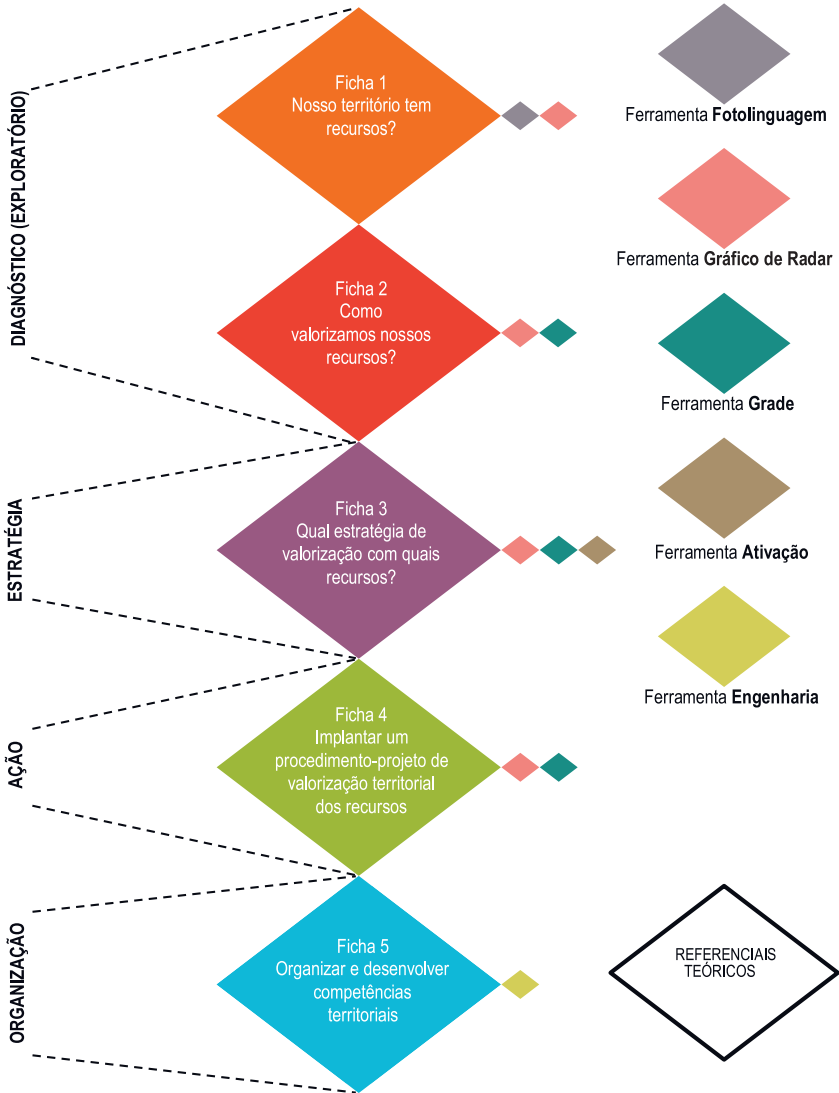 DIAGNÓSTICO (EXPLORATÓRIO)
Ficha 1
Nosso território tem
recursos?
Ficha 2
Como
valorizamos nossos
recursos?
ESTRATÉGIA
Ficha 3
Qual estratégia de
valorização com quais
recursos?
AÇÃO
Ficha 4
Implantar um
procedimento-projeto de
valorização territorial
dos recursos
ORGANIZAÇÃO
Ficha 5
Organizar e desenvolver
competências
territoriais
Ferramenta Fotolinguagem
Ferramenta Gráfico de Radar
Ferramenta Grade
Ferramenta Ativação
Ferramenta Engenharia
REFERENCIAIS
TEÓRICOS